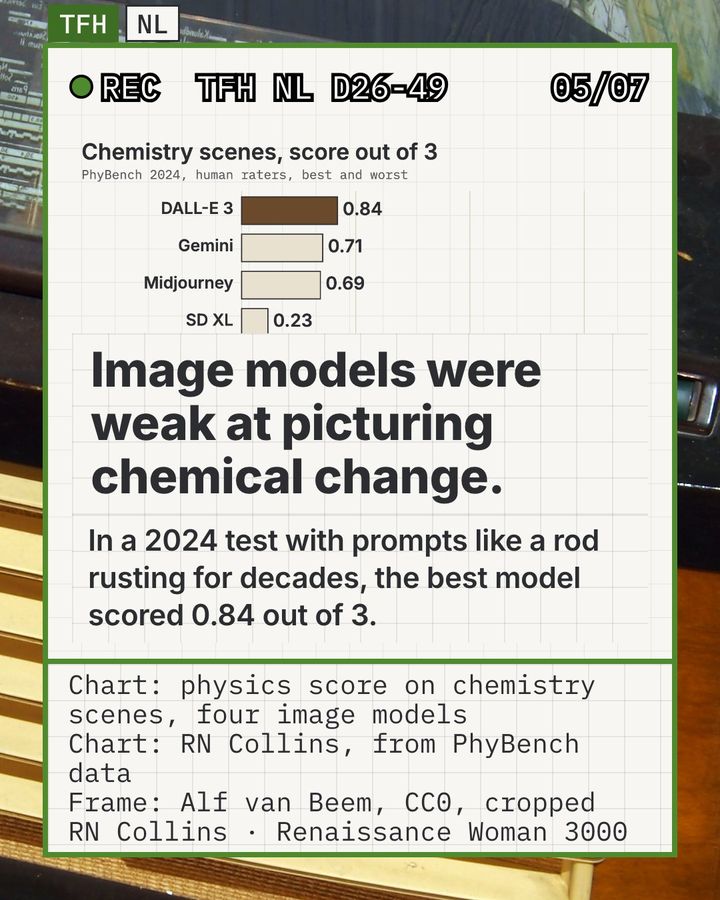 TFH NL
REC TFH NL D26-49 05/07
Chemistry scenes, score out of 3
PhyBench 2024, human raters, best and worst
DALL-E 3 0.84
Gemini 0.71
Midjourney 0.69
SD XL 0.23
Image models were
weak at picturing
chemical change.
In a 2024 test with prompts like a rod
rusting for decades, the best model
scored 0.84 out of 3.
Chart: physics score on chemistry
scenes, four image models
Chart: RN Collins, from PhyBench
data
Frame: Alf van Beem, CC0, cropped
RN Collins · Renaissance Woman 3000